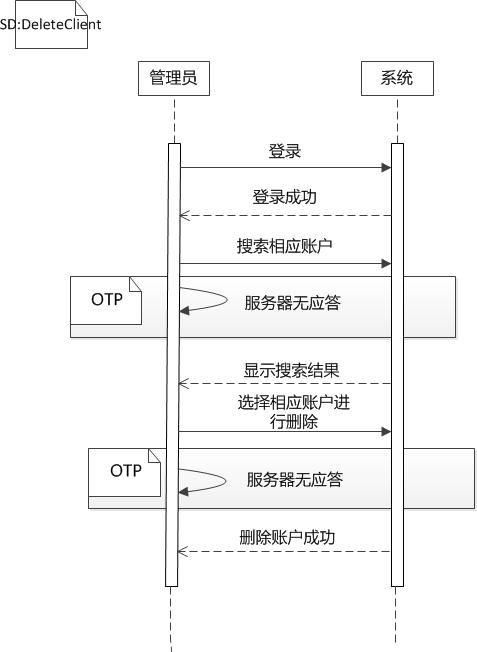 SD:DeleteClient
管理员
系统
登录
登录成功
搜索相应账户
OTP
服务器无应答
显示搜索结果
选择相应账户进
行删除
OTP
服务器无应答
删除账户成功